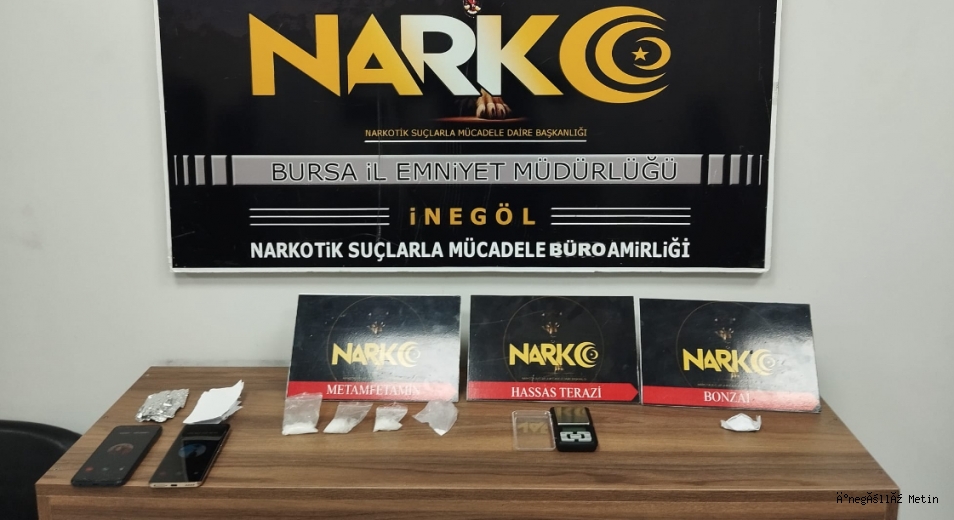 NARKO
NARKOTİK SUÇLARLA MÜCADELE DAİRE BAŞKANLIĞI
BURSA İL EMNİYET MÜDÜRLÜĞÜ
İNEGÖL
NARKOTİK SUÇLARLA MÜCADELE BÜRO AMİRLİĞİ
NARKO
METAMFETAMİN
NARKO
HASSAS TERAZİ
NARKO
BONZAİ